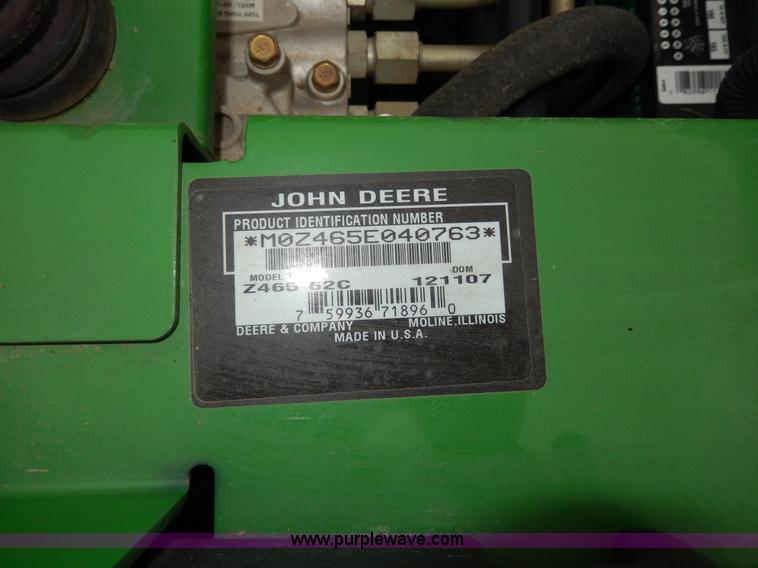 JOHN DEERE
PRODUCT IDENTIFICATION NUMBER
*M0Z465E040763*
MODEL DOM
Z465 62C 121107
7 59936 71896 0
DEERE & COMPANY MOLINE, ILLINOIS
MADE IN U.S.A.
www.purplewave.com